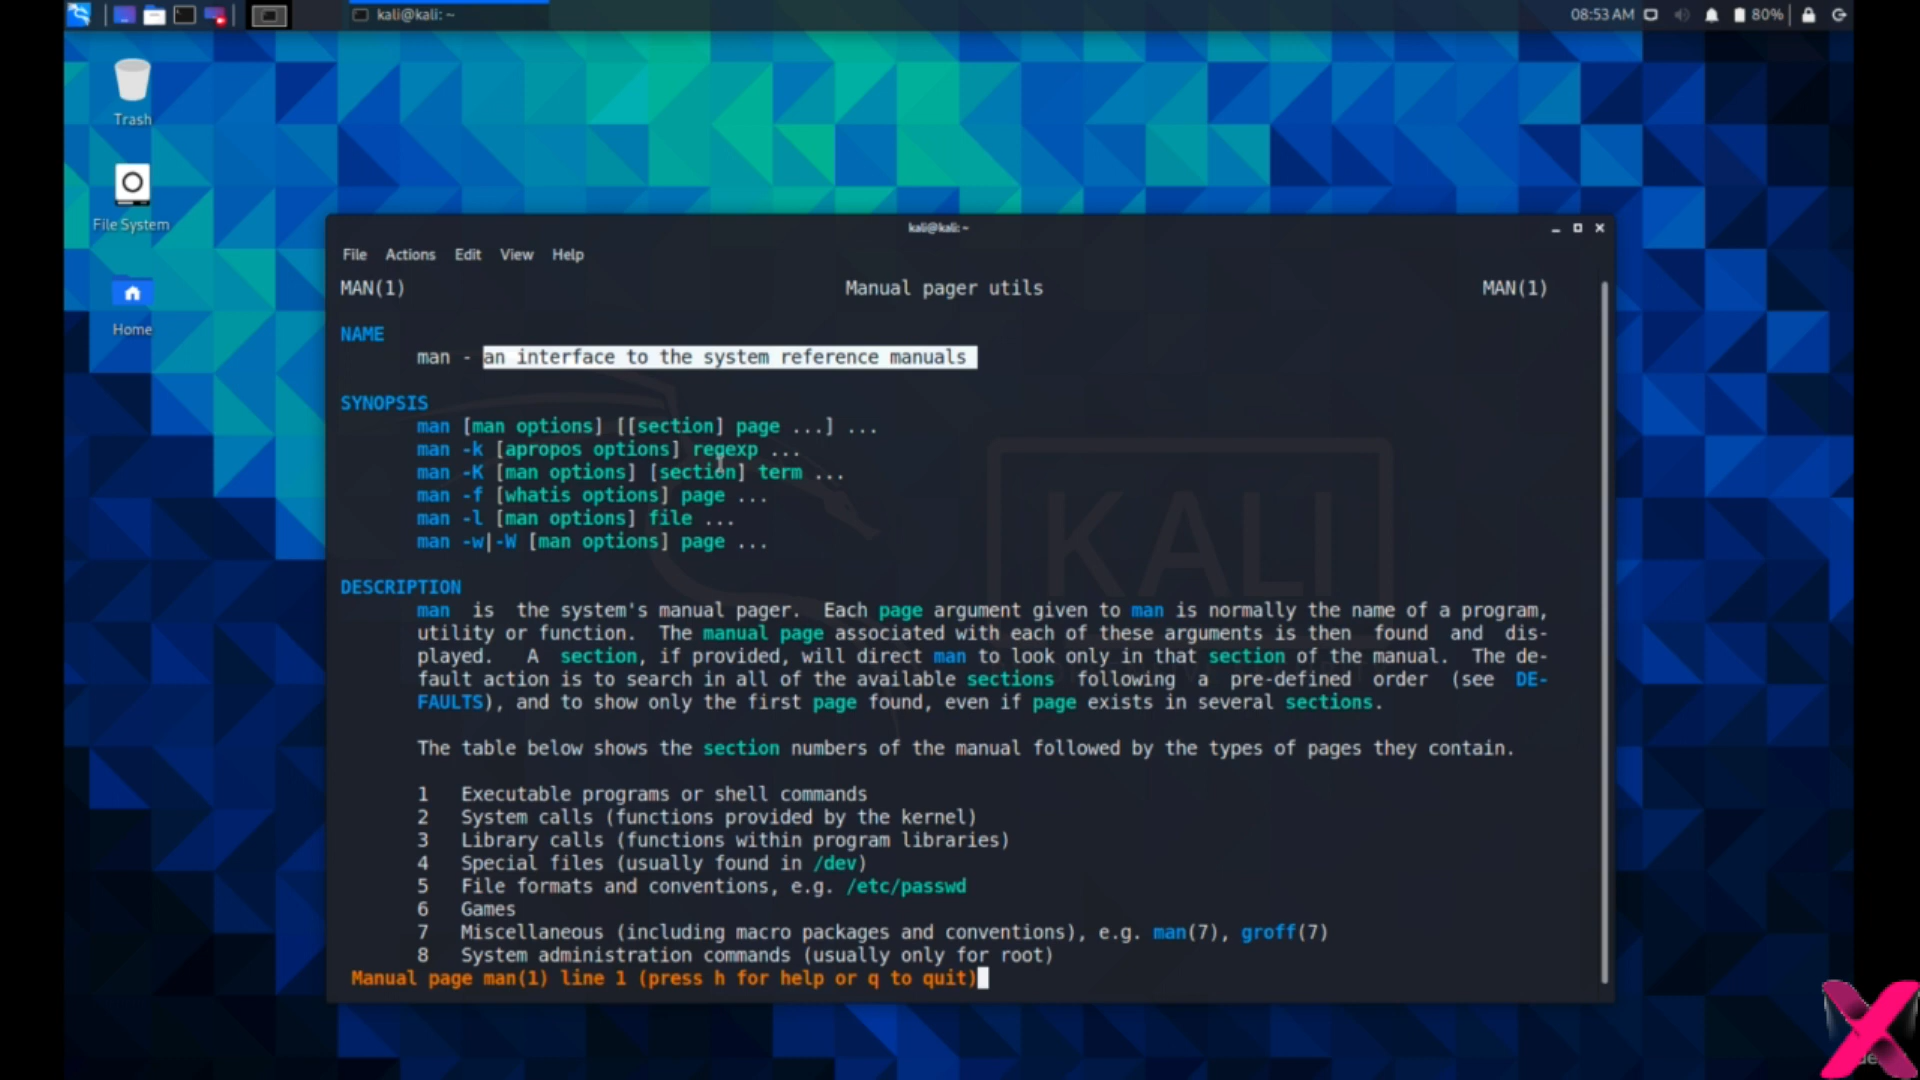 kali@kali: ~
08:53 AM
80%
Trash
File System
Home
kali@kali: ~
File Actions Edit View Help
MAN(1) Manual pager utils MAN(1)
NAME
man - an interface to the system reference manuals
SYNOPSIS
man [man options] [[section] page ...] ...
man -k [apropos options] regexp ...
man -K [man options] [section] term ...
man -f [whatis options] page ...
man -l [man options] file ...
man -w|-W [man options] page ...
DESCRIPTION
man is the system's manual pager. Each page argument given to man is normally the name of a program,
utility or function. The manual page associated with each of these arguments is then found and dis-
played. A section, if provided, will direct man to look only in that section of the manual. The de-
fault action is to search in all of the available sections following a pre-defined order (see DE-
FAULTS), and to show only the first page found, even if page exists in several sections.
The table below shows the section numbers of the manual followed by the types of pages they contain.
1 Executable programs or shell commands
2 System calls (functions provided by the kernel)
3 Library calls (functions within program libraries)
4 Special files (usually found in /dev)
5 File formats and conventions, e.g. /etc/passwd
6 Games
7 Miscellaneous (including macro packages and conventions), e.g. man(7), groff(7)
8 System administration commands (usually only for root)
Manual page man(1) line 1 (press h for help or q to quit)
KALI